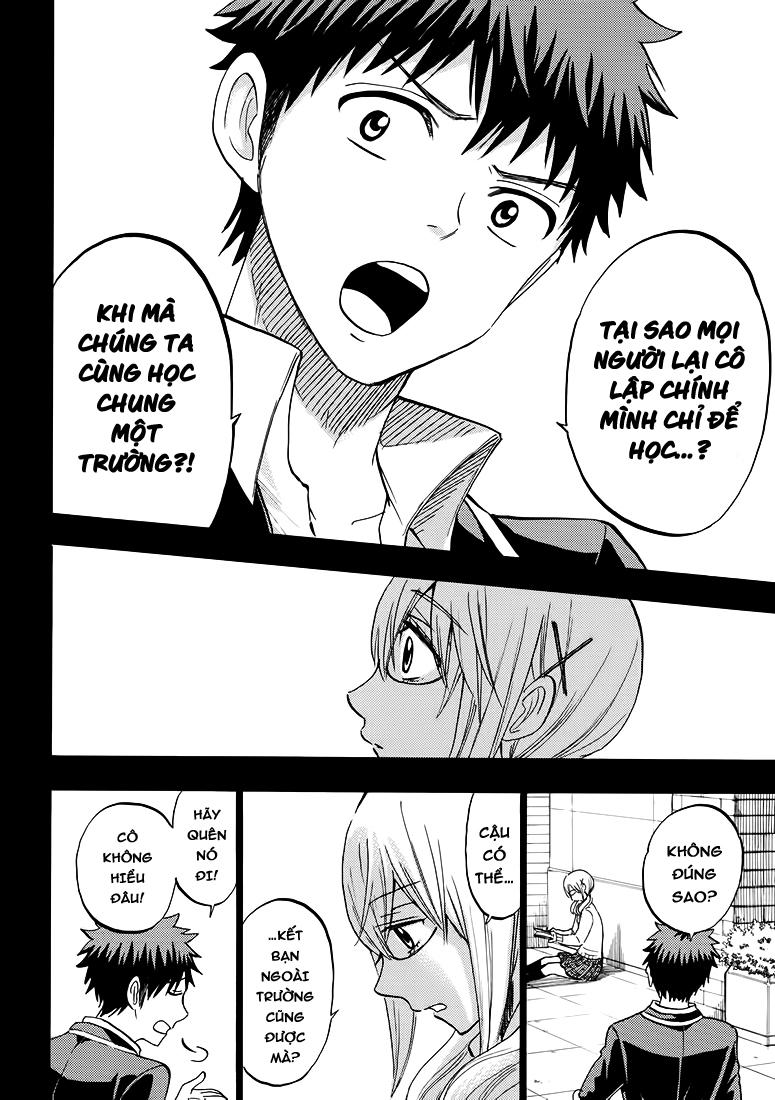 TẠI SAO MỌI
NGƯỜI LẠI CÔ
LẬP CHÍNH
MÌNH CHỈ ĐỂ
HỌC...?
KHI MÀ
CHÚNG TA
CÙNG HỌC
CHUNG
MỘT
TRƯỜNG?!
KHÔNG
ĐÚNG
SAO?
CẬU
CÓ
THỂ...
...KẾT
BẠN
NGOÀI
TRƯỜNG
CŨNG
ĐƯỢC
MÀ?
HÃY
QUÊN
NÓ
ĐI!
CÔ
KHÔNG
HIỂU
ĐÂU!